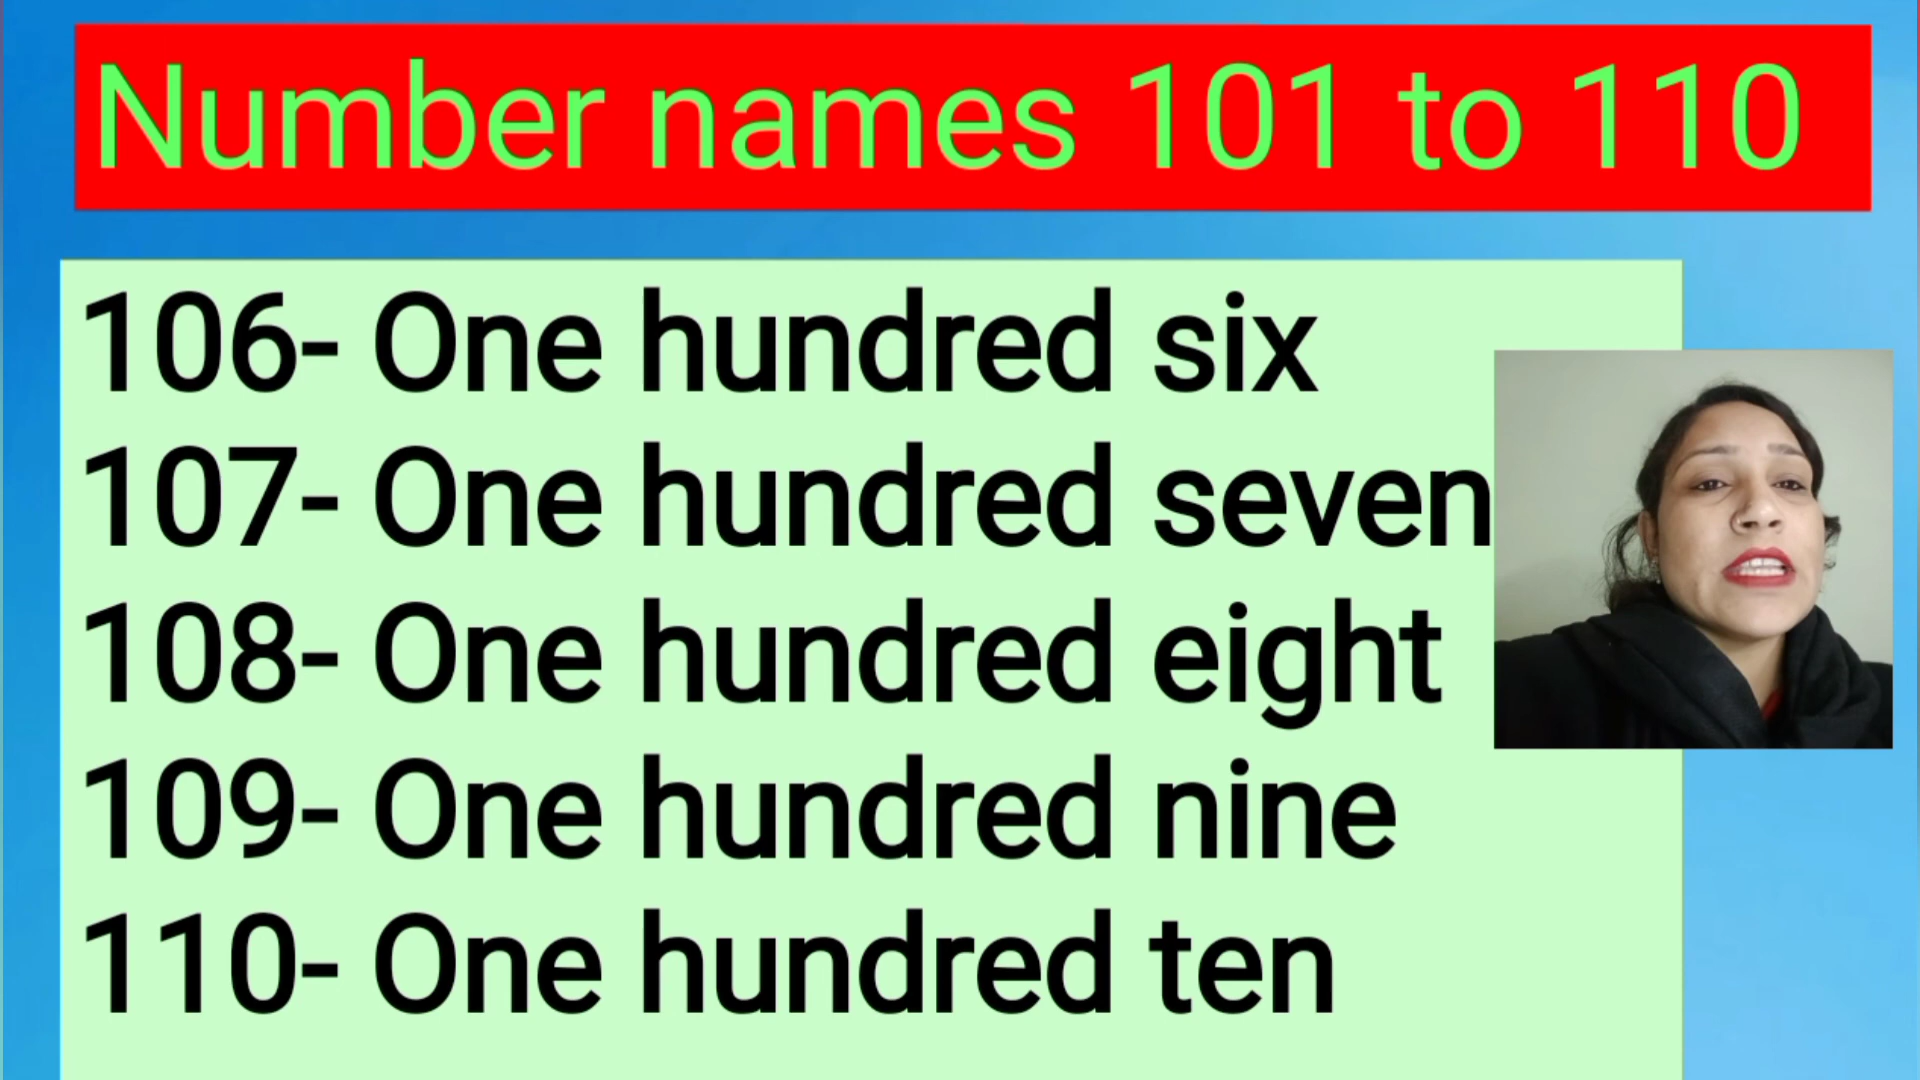 Number names 101 to 110
106- One hundred six
107- One hundred seven
108- One hundred eight
109- One hundred nine
110- One hundred ten